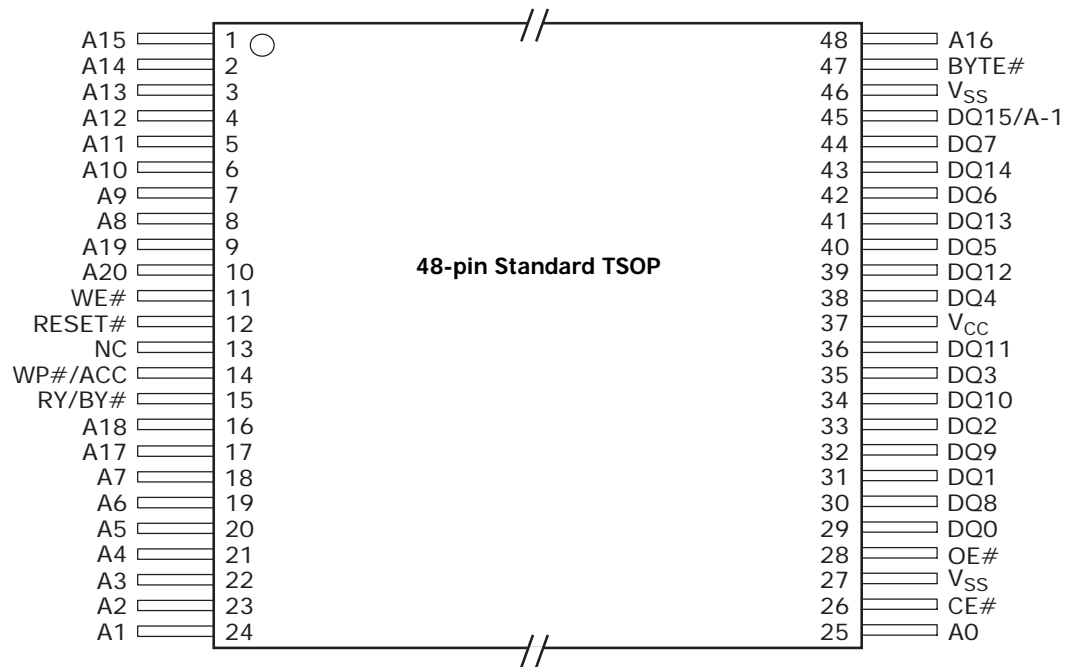 A15 1 48 A16
A14 2 47 BYTE#
A13 3 46 VSS
A12 4 45 DQ15/A-1
A11 5 44 DQ7
A10 6 43 DQ14
A9 7 42 DQ6
A8 8 41 DQ13
A19 9 40 DQ5
A20 10 48-pin Standard TSOP 39 DQ12
WE# 11 38 DQ4
RESET# 12 37 VCC
NC 13 36 DQ11
WP#/ACC 14 35 DQ3
RY/BY# 15 34 DQ10
A18 16 33 DQ2
A17 17 32 DQ9
A7 18 31 DQ1
A6 19 30 DQ8
A5 20 29 DQ0
A4 21 28 OE#
A3 22 27 VSS
A2 23 26 CE#
A1 24 25 A0